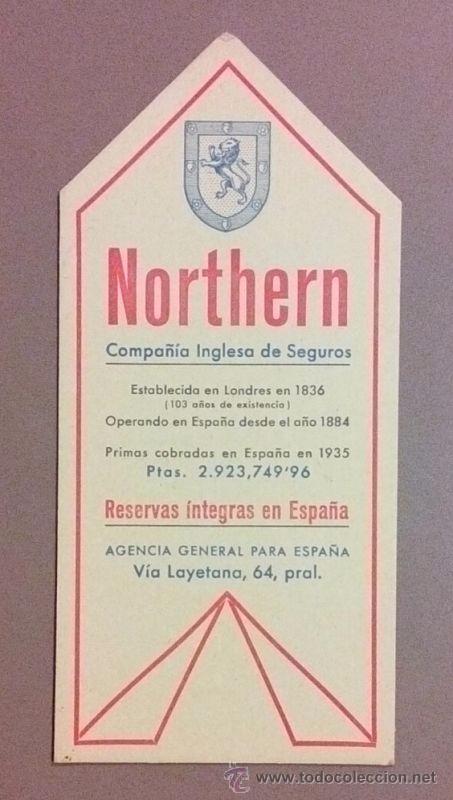 Northern
Compañía Inglesa de Seguros
Establecida en Londres en 1836
(103 años de existencia)
Operando en España desde el año 1884
Primas cobradas en España en 1935
Ptas. 2.923,749'96
Reservas íntegras en España
AGENCIA GENERAL PARA ESPAÑA
Vía Layetana, 64, pral.
www.todocoleccion.net